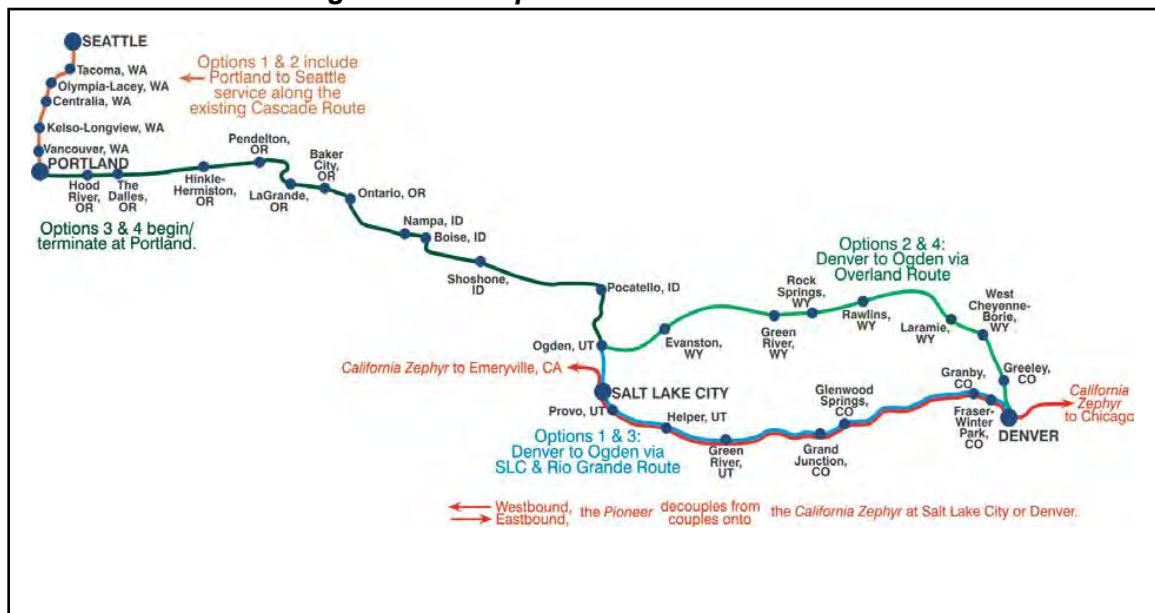 SEATTLE
Tacoma, WA
Olympia-Lacey, WA
Centralia, WA
Kelso-Longview, WA
Vancouver, WA
PORTLAND
Options 1 & 2 include
Portland to Seattle
service along the
existing Cascade Route
Hood
River,
OR
The
Dalles,
OR
Hinkle-
Hermiston,
OR
Pendelton,
OR
LaGrande,
OR
Baker
City,
OR
Ontario, OR
Options 3 & 4 begin/
terminate at Portland.
Nampa, ID
Boise, ID
Shoshone,
ID
Pocatello, ID
Ogden, UT
Options 2 & 4:
Denver to Ogden via
Overland Route
Evanston,
WY
Green
River,
WY
Rock
Springs,
WY
Rawlins,
WY
Laramie,
WY
West
Cheyenne-
Borie,
WY
Greeley,
CO
California Zephyr to Emeryville, CA
SALT LAKE CITY
Provo, UT
Helper, UT
Green
River,
UT
Grand
Junction,
CO
Glenwood
Springs,
CO
Granby,
CO
Fraser-
Winter
Park,
CO
DENVER
California
Zephyr
to Chicago
Options 1 & 3:
Denver to Ogden via
SLC & Rio Grande Route
Westbound, the Pioneer decouples from the California Zephyr at Salt Lake City or Denver.
Eastbound, couples onto